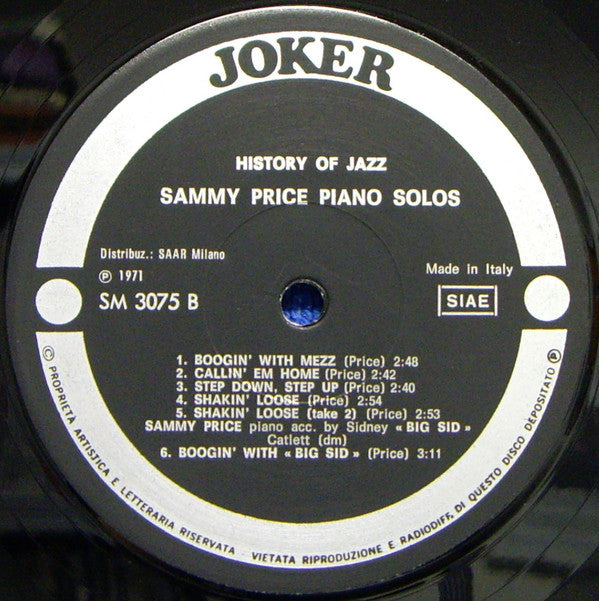 JOKER
HISTORY OF JAZZ
SAMMY PRICE PIANO SOLOS
Distribuz.: SAAR Milano
℗ 1971
SM 3075 B
Made in Italy
SIAE
1. BOOGIN' WITH MEZZ (Price) 2:48
2. CALLIN' EM HOME (Price) 2:42
3. STEP DOWN, STEP UP (Price) 2:40
4. SHAKIN' LOOSE (Price) 2:54
5. SHAKIN' LOOSE (take 2) (Price) 2:53
SAMMY PRICE piano acc. by Sidney « BIG SID »
Catlett (dm)
6. BOOGIN' WITH « BIG SID » (Price) 3:11
© PROPRIETA ARTISTICA E LETTERARIA RISERVATA - VIETATA RIPRODUZIONE E RADIODIFF. DI QUESTO DISCO DEPOSITATO ℗